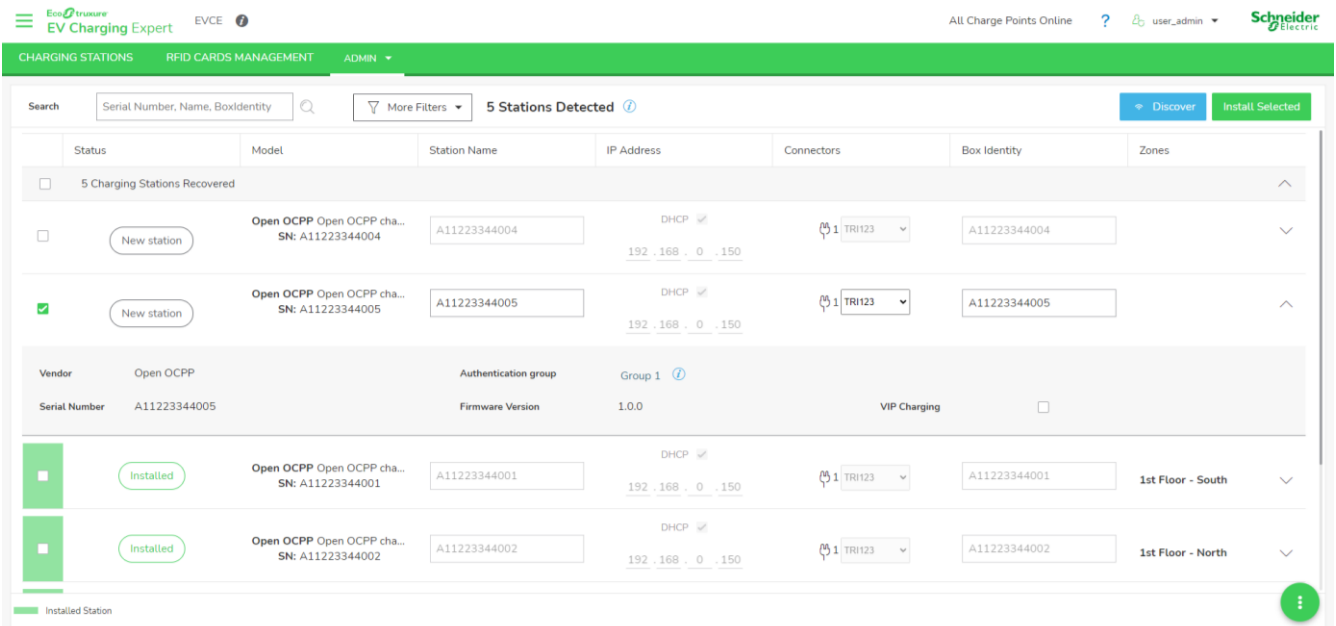 EcoStruxure
EV Charging Expert
EVCE
All Charge Points Online
?
user_admin
Schneider
Electric
CHARGING STATIONS
RFID CARDS MANAGEMENT
ADMIN
Search
Serial Number, Name, BoxIdentity
More Filters
5 Stations Detected
Discover
Install Selected
Status Model Station Name IP Address Connectors Box Identity Zones
5 Charging Stations Recovered
New station
Open OCPP Open OCPP cha...
SN: A11223344004
A11223344004
DHCP
192 . 168 . 0 . 150
1 TRI123
A11223344004
New station
Open OCPP Open OCPP cha...
SN: A11223344005
A11223344005
DHCP
192 . 168 . 0 . 150
1 TRI123
A11223344005
Vendor Open OCPP Authentication group Group 1
Serial Number A11223344005 Firmware Version 1.0.0 VIP Charging
Installed
Open OCPP Open OCPP cha...
SN: A11223344001
A11223344001
DHCP
192 . 168 . 0 . 150
1 TRI123
A11223344001
1st Floor - South
Installed
Open OCPP Open OCPP cha...
SN: A11223344002
A11223344002
DHCP
192 . 168 . 0 . 150
1 TRI123
A11223344002
1st Floor - North
Installed Station